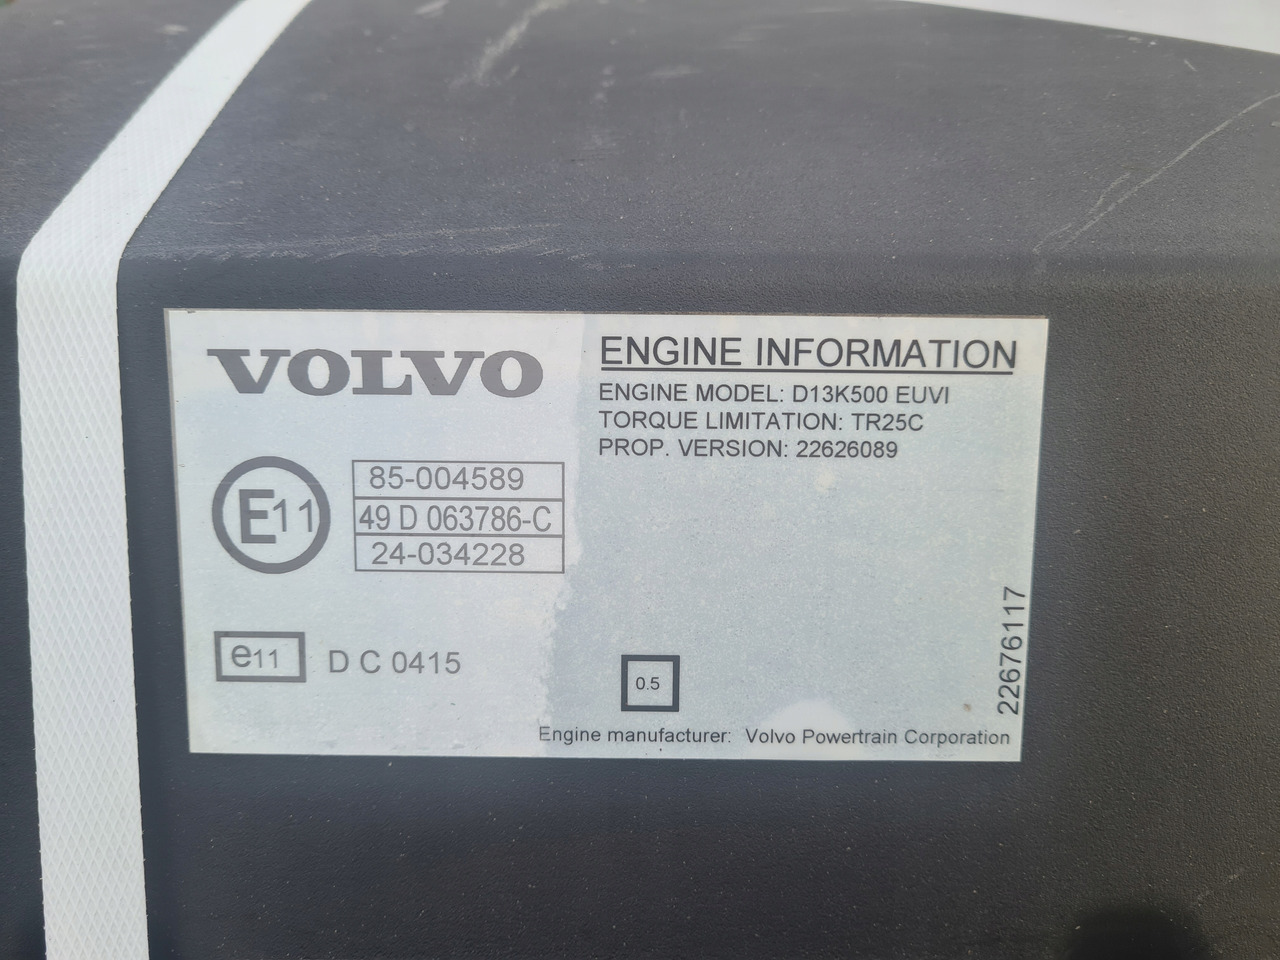 VOLVO
ENGINE INFORMATION
ENGINE MODEL: D13K500 EUVI
TORQUE LIMITATION: TR25C
PROP. VERSION: 22626089
E11
85-004589
49 D 063786-C
24-034228
e11
D C 0415
0.5
22676117
Engine manufacturer: Volvo Powertrain Corporation